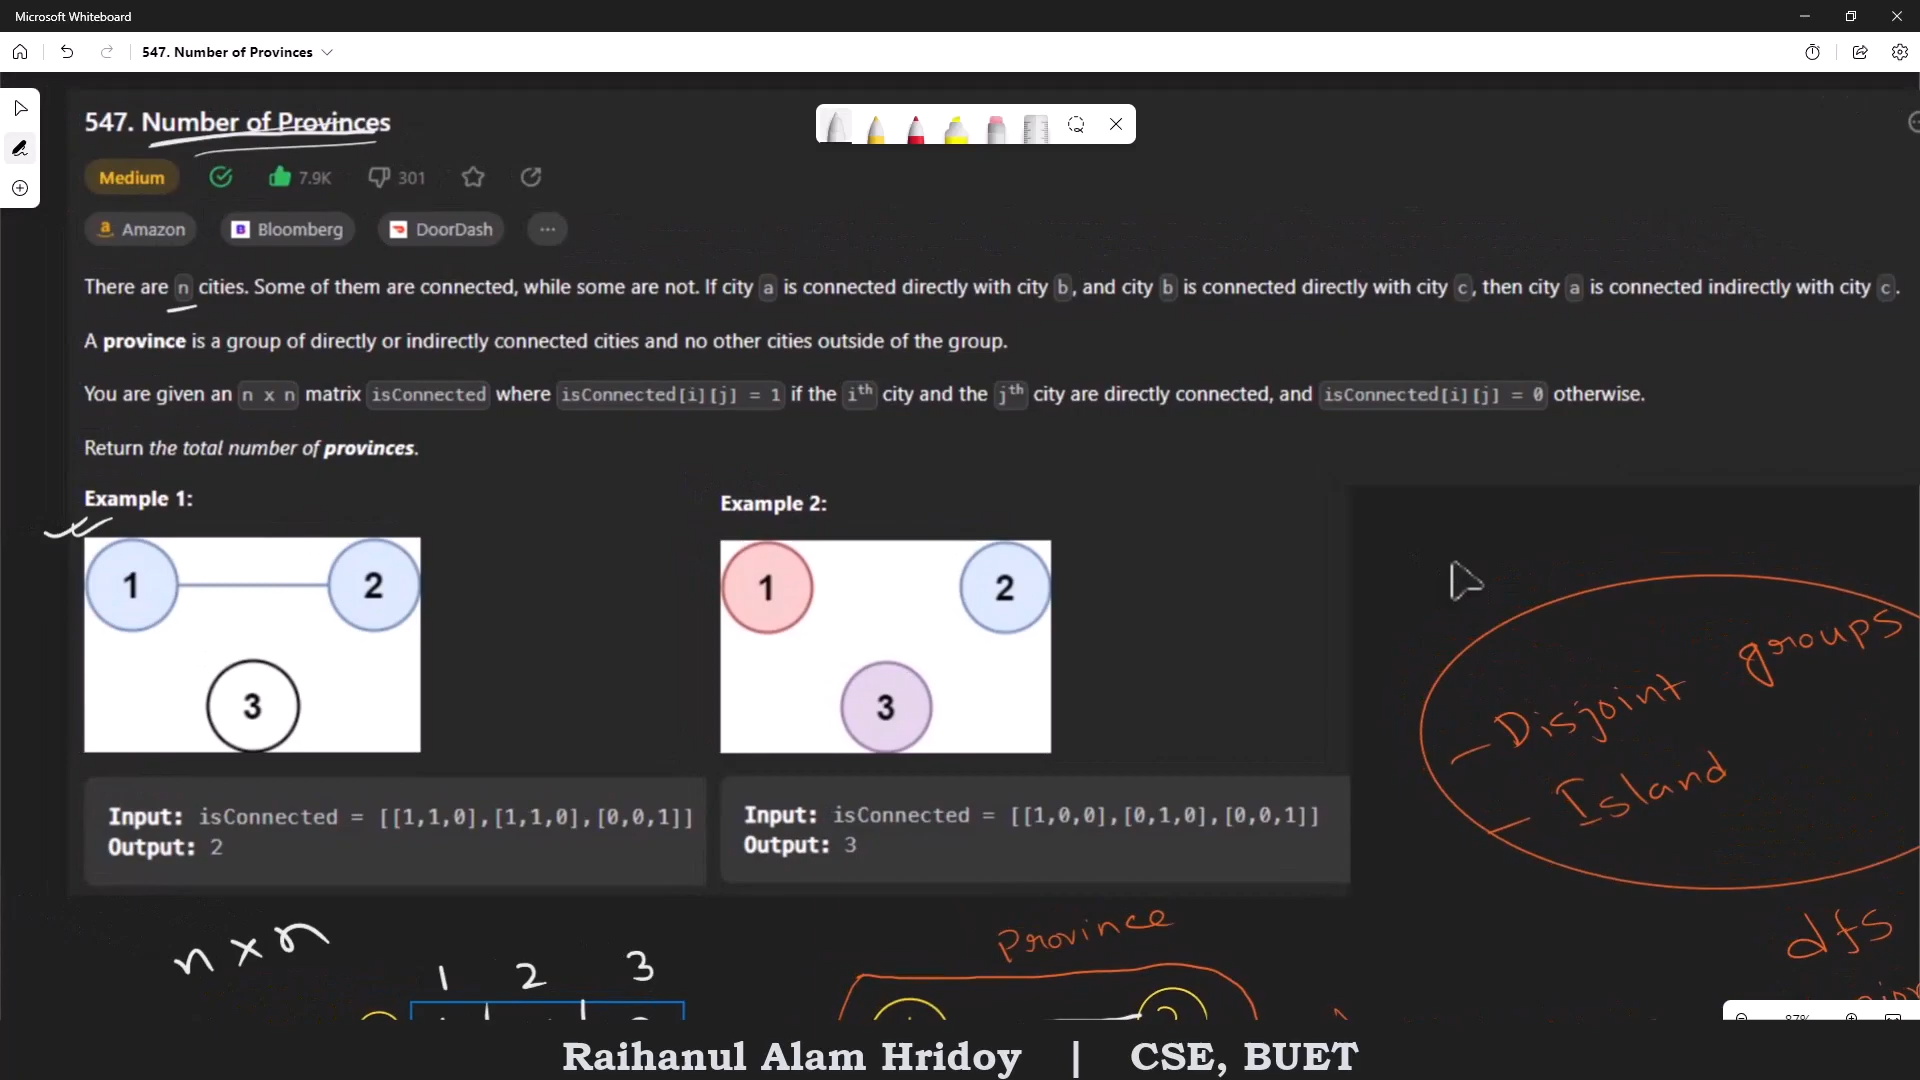 Microsoft Whiteboard
547. Number of Provinces
547. Number of Provinces
Medium 7.9K 301
Amazon Bloomberg DoorDash ...
There are n cities. Some of them are connected, while some are not. If city a is connected directly with city b, and city b is connected directly with city c, then city a is connected indirectly with city c.
A province is a group of directly or indirectly connected cities and no other cities outside of the group.
You are given an n x n matrix isConnected where isConnected[i][j] = 1 if the ith city and the jth city are directly connected, and isConnected[i][j] = 0 otherwise.
Return the total number of provinces.
Example 1:
1 2
3
Input: isConnected = [[1,1,0],[1,1,0],[0,0,1]]
Output: 2
Example 2:
1 2
3
Input: isConnected = [[1,0,0],[0,1,0],[0,0,1]]
Output: 3
- Disjoint groups
- Island
dfs
n x n
1 2 3
Province
87%
Raihanul Alam Hridoy | CSE, BUET